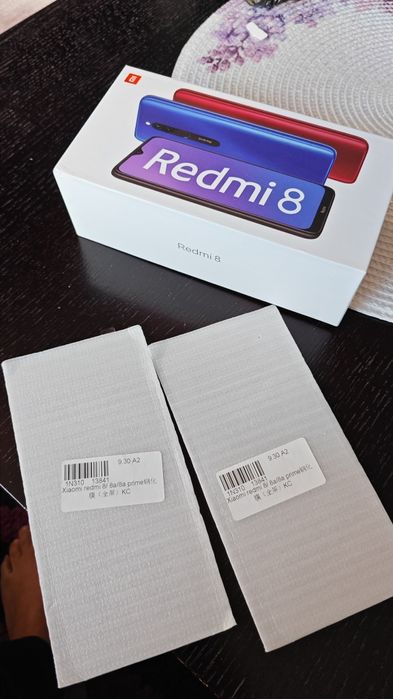 Redmi 8
Redmi 8
9.30 A2
1N310 13841
Xiaomi redmi 8/ 8a/8a prime钢化
膜（全屏）KC
9.30 A2
1N310 13841
Xiaomi redmi 8/ 8a/8a prime钢化
膜（全屏）KC